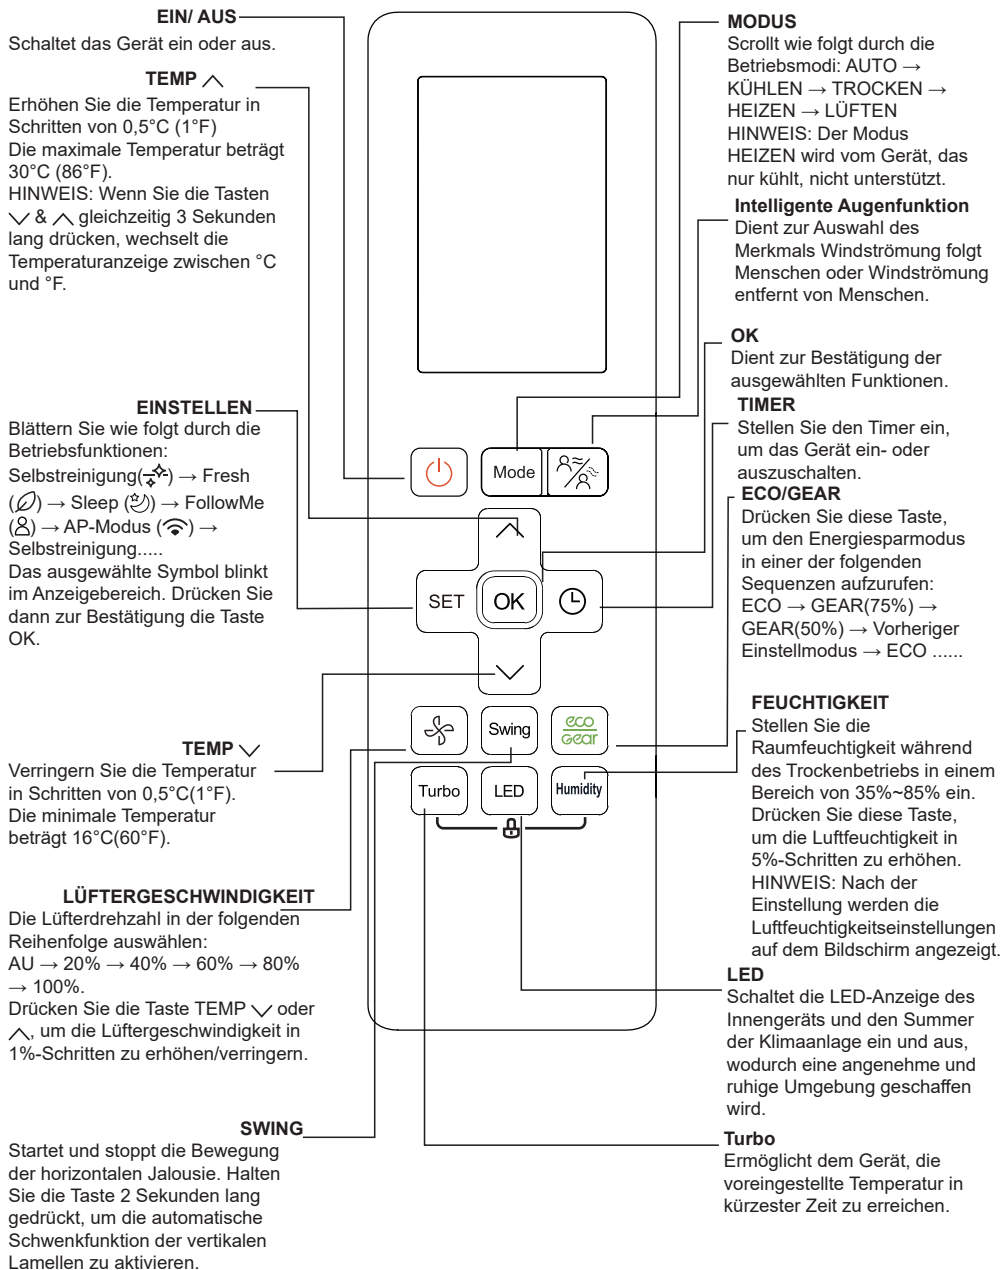 EIN/ AUS
Schaltet das Gerät ein oder aus.
TEMP
Erhöhen Sie die Temperatur in
Schritten von 0,5°C (1°F)
Die maximale Temperatur beträgt
30°C (86°F).
HINWEIS: Wenn Sie die Tasten
& gleichzeitig 3 Sekunden
lang drücken, wechselt die
Temperaturanzeige zwischen °C
und °F.
EINSTELLEN
Blättern Sie wie folgt durch die
Betriebsfunktionen:
Selbstreinigung( ) → Fresh
( ) → Sleep ( ) → FollowMe
( ) → AP-Modus ( ) →
Selbstreinigung.....
Das ausgewählte Symbol blinkt
im Anzeigebereich. Drücken Sie
dann zur Bestätigung die Taste
OK.
TEMP
Verringern Sie die Temperatur
in Schritten von 0,5°C(1°F).
Die minimale Temperatur
beträgt 16°C(60°F).
LÜFTERGESCHWINDIGKEIT
Die Lüfterdrehzahl in der folgenden
Reihenfolge auswählen:
AU → 20% → 40% → 60% → 80%
→ 100%.
Drücken Sie die Taste TEMP oder
, um die Lüftergeschwindigkeit in
1%-Schritten zu erhöhen/verringern.
SWING
Startet und stoppt die Bewegung
der horizontalen Jalousie. Halten
Sie die Taste 2 Sekunden lang
gedrückt, um die automatische
Schwenkfunktion der vertikalen
Lamellen zu aktivieren.
Mode
SET
OK
Swing
eco
Gear
Turbo
LED
Humidity
MODUS
Scrollt wie folgt durch die
Betriebsmodi: AUTO →
KÜHLEN → TROCKEN →
HEIZEN → LÜFTEN
HINWEIS: Der Modus
HEIZEN wird vom Gerät, das
nur kühlt, nicht unterstützt.
Intelligente Augenfunktion
Dient zur Auswahl des
Merkmals Windströmung folgt
Menschen oder Windströmung
entfernt von Menschen.
OK
Dient zur Bestätigung der
ausgewählten Funktionen.
TIMER
Stellen Sie den Timer ein,
um das Gerät ein- oder
auszuschalten.
ECO/GEAR
Drücken Sie diese Taste,
um den Energiesparmodus
in einer der folgenden
Sequenzen aufzurufen:
ECO → GEAR(75%) →
GEAR(50%) → Vorheriger
Einstellmodus → ECO ......
FEUCHTIGKEIT
Stellen Sie die
Raumfeuchtigkeit während
des Trockenbetriebs in einem
Bereich von 35%~85% ein.
Drücken Sie diese Taste,
um die Luftfeuchtigkeit in
5%-Schritten zu erhöhen.
HINWEIS: Nach der
Einstellung werden die
Luftfeuchtigkeitseinstellungen
auf dem Bildschirm angezeigt.
LED
Schaltet die LED-Anzeige des
Innengeräts und den Summer
der Klimaanlage ein und aus,
wodurch eine angenehme und
ruhige Umgebung geschaffen
wird.
Turbo
Ermöglicht dem Gerät, die
voreingestellte Temperatur in
kürzester Zeit zu erreichen.